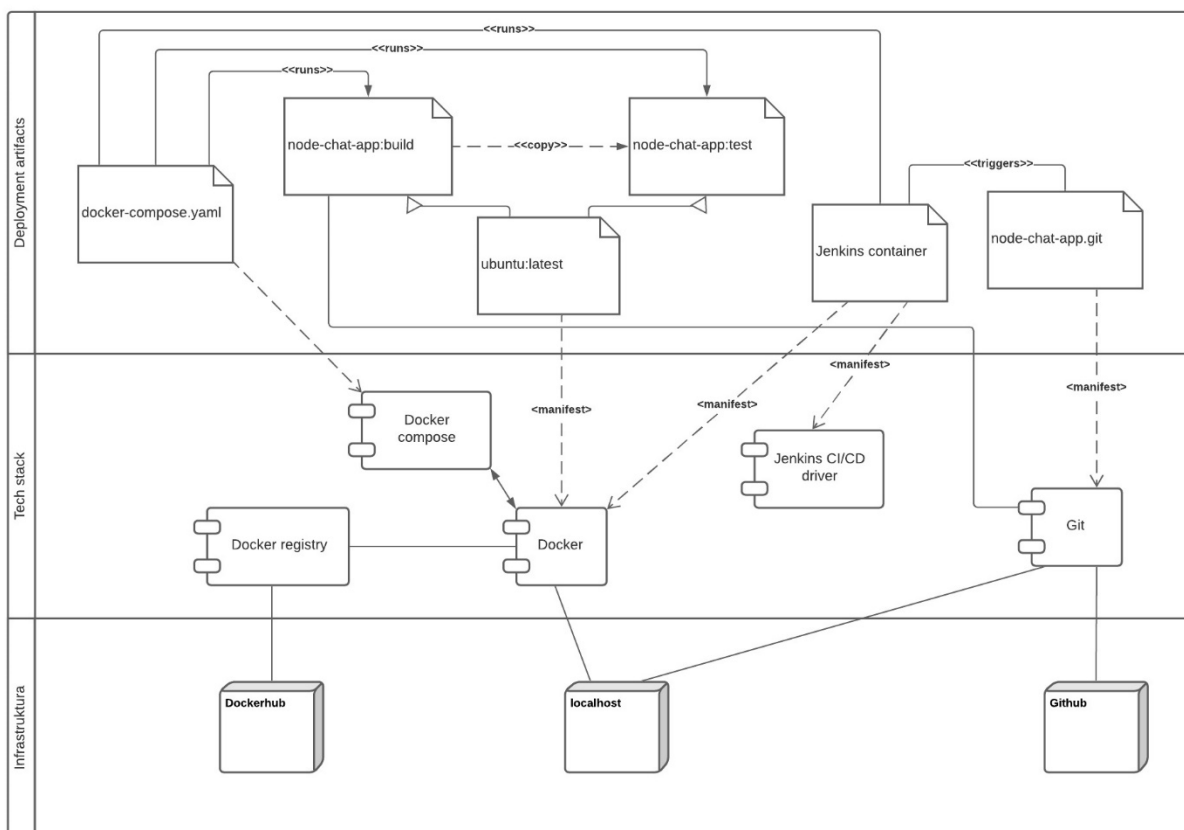 <<runs>>
<<runs>>
<<runs>>
node-chat-app:build
<<copy>>
node-chat-app:test
<<triggers>>
docker-compose.yaml
ubuntu:latest
Jenkins container
node-chat-app.git
Deployment artifacts
<manifest>
<manifest>
<manifest>
<manifest>
Docker
compose
Jenkins CI/CD
driver
Docker registry
Docker
Git
Tech stack
Dockerhub
localhost
Github
Infrastruktura